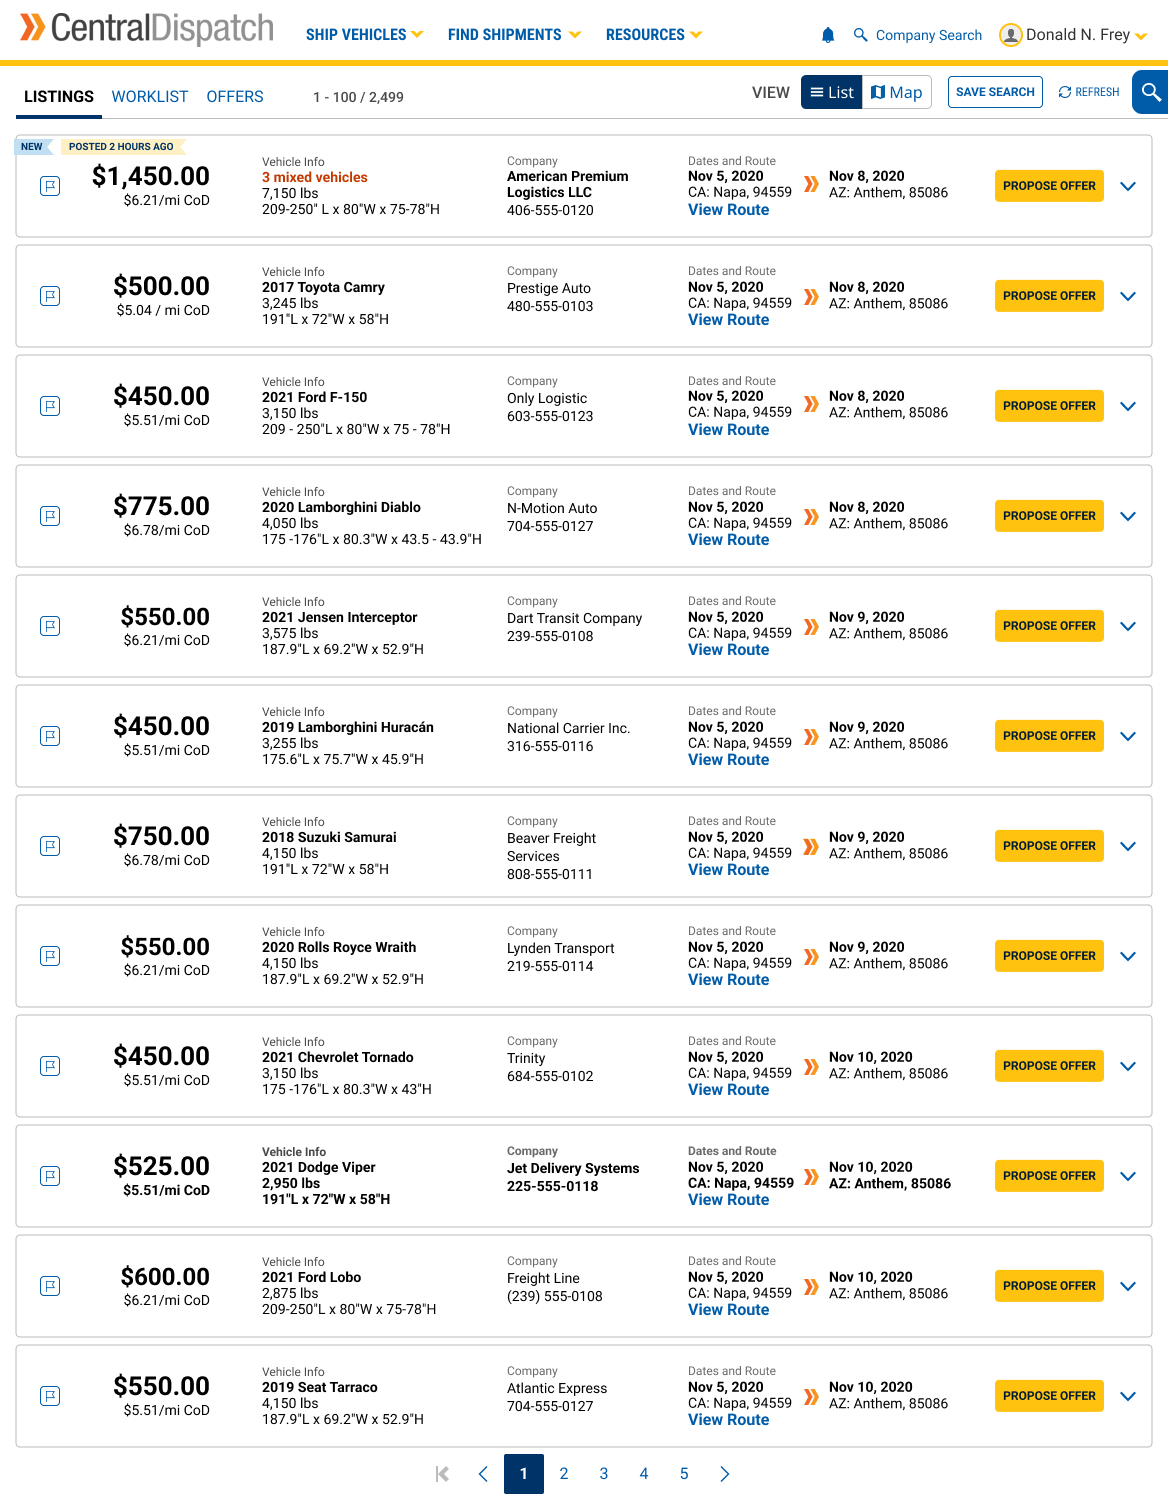 CentralDispatch
SHIP VEHICLES
FIND SHIPMENTS
RESOURCES
Company Search
Donald N. Frey
LISTINGS
WORKLIST
OFFERS
1 - 100 / 2,499
VIEW
List
Map
SAVE SEARCH
REFRESH
NEW
POSTED 2 HOURS AGO
$1,450.00
$6.21/mi CoD
Vehicle Info
3 mixed vehicles
7,150 lbs
209-250" L x 80"W x 75-78"H
Company
American Premium
Logistics LLC
406-555-0120
Dates and Route
Nov 5, 2020
CA: Napa, 94559
View Route
Nov 8, 2020
AZ: Anthem, 85086
PROPOSE OFFER
$500.00
$5.04 / mi CoD
Vehicle Info
2017 Toyota Camry
3,245 lbs
191"L x 72"W x 58"H
Company
Prestige Auto
480-555-0103
Dates and Route
Nov 5, 2020
CA: Napa, 94559
View Route
Nov 8, 2020
AZ: Anthem, 85086
PROPOSE OFFER
$450.00
$5.51/mi CoD
Vehicle Info
2021 Ford F-150
3,150 lbs
209 - 250"L x 80"W x 75 - 78"H
Company
Only Logistic
603-555-0123
Dates and Route
Nov 5, 2020
CA: Napa, 94559
View Route
Nov 8, 2020
AZ: Anthem, 85086
PROPOSE OFFER
$775.00
$6.78/mi CoD
Vehicle Info
2020 Lamborghini Diablo
4,050 lbs
175 -176"L x 80.3"W x 43.5 - 43.9"H
Company
N-Motion Auto
704-555-0127
Dates and Route
Nov 5, 2020
CA: Napa, 94559
View Route
Nov 8, 2020
AZ: Anthem, 85086
PROPOSE OFFER
$550.00
$6.21/mi CoD
Vehicle Info
2021 Jensen Interceptor
3,575 lbs
187.9"L x 69.2"W x 52.9"H
Company
Dart Transit Company
239-555-0108
Dates and Route
Nov 5, 2020
CA: Napa, 94559
View Route
Nov 9, 2020
AZ: Anthem, 85086
PROPOSE OFFER
$450.00
$5.51/mi CoD
Vehicle Info
2019 Lamborghini Huracán
3,255 lbs
175.6"L x 75.7"W x 45.9"H
Company
National Carrier Inc.
316-555-0116
Dates and Route
Nov 5, 2020
CA: Napa, 94559
View Route
Nov 9, 2020
AZ: Anthem, 85086
PROPOSE OFFER
$750.00
$6.78/mi CoD
Vehicle Info
2018 Suzuki Samurai
4,150 lbs
191"L x 72"W x 58"H
Company
Beaver Freight
Services
808-555-0111
Dates and Route
Nov 5, 2020
CA: Napa, 94559
View Route
Nov 9, 2020
AZ: Anthem, 85086
PROPOSE OFFER
$550.00
$6.21/mi CoD
Vehicle Info
2020 Rolls Royce Wraith
4,150 lbs
187.9"L x 69.2"W x 52.9"H
Company
Lynden Transport
219-555-0114
Dates and Route
Nov 5, 2020
CA: Napa, 94559
View Route
Nov 9, 2020
AZ: Anthem, 85086
PROPOSE OFFER
$450.00
$5.51/mi CoD
Vehicle Info
2021 Chevrolet Tornado
3,150 lbs
175 -176"L x 80.3"W x 43"H
Company
Trinity
684-555-0102
Dates and Route
Nov 5, 2020
CA: Napa, 94559
View Route
Nov 10, 2020
AZ: Anthem, 85086
PROPOSE OFFER
$525.00
$5.51/mi CoD
Vehicle Info
2021 Dodge Viper
2,950 lbs
191"L x 72"W x 58"H
Company
Jet Delivery Systems
225-555-0118
Dates and Route
Nov 5, 2020
CA: Napa, 94559
View Route
Nov 10, 2020
AZ: Anthem, 85086
PROPOSE OFFER
$600.00
$6.21/mi CoD
Vehicle Info
2021 Ford Lobo
2,875 lbs
209-250"L x 80"W x 75-78"H
Company
Freight Line
(239) 555-0108
Dates and Route
Nov 5, 2020
CA: Napa, 94559
View Route
Nov 10, 2020
AZ: Anthem, 85086
PROPOSE OFFER
$550.00
$5.51/mi CoD
Vehicle Info
2019 Seat Tarraco
4,150 lbs
187.9"L x 69.2"W x 52.9"H
Company
Atlantic Express
704-555-0127
Dates and Route
Nov 5, 2020
CA: Napa, 94559
View Route
Nov 10, 2020
AZ: Anthem, 85086
PROPOSE OFFER
1 2 3 4 5